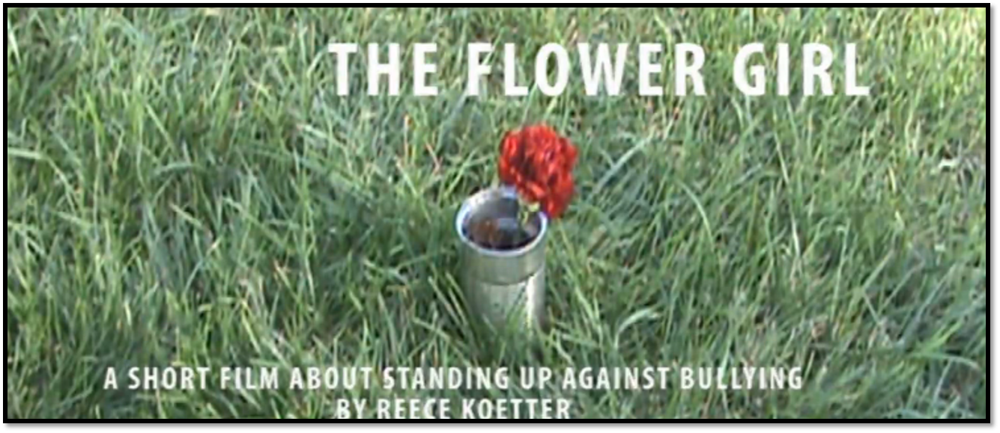 THE FLOWER GIRL
A SHORT FILM ABOUT STANDING UP AGAINST BULLYING
BY REECE KOETTER